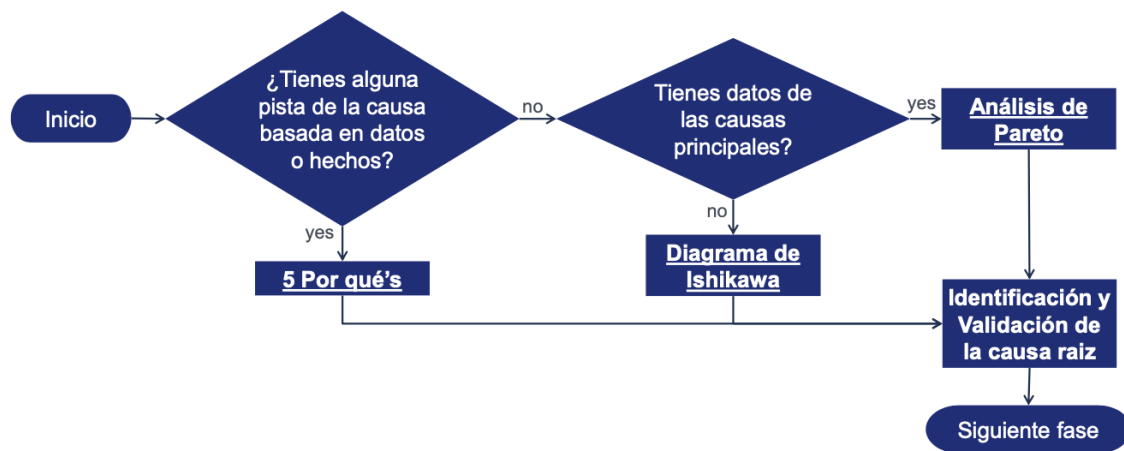 Inicio
¿Tienes alguna
pista de la causa
basada en datos
o hechos?
no
Tienes datos de
las causas
principales?
yes
Análisis de
Pareto
yes
no
5 Por qué's
Diagrama de
Ishikawa
Identificación y
Validación de
la causa raiz
Siguiente fase